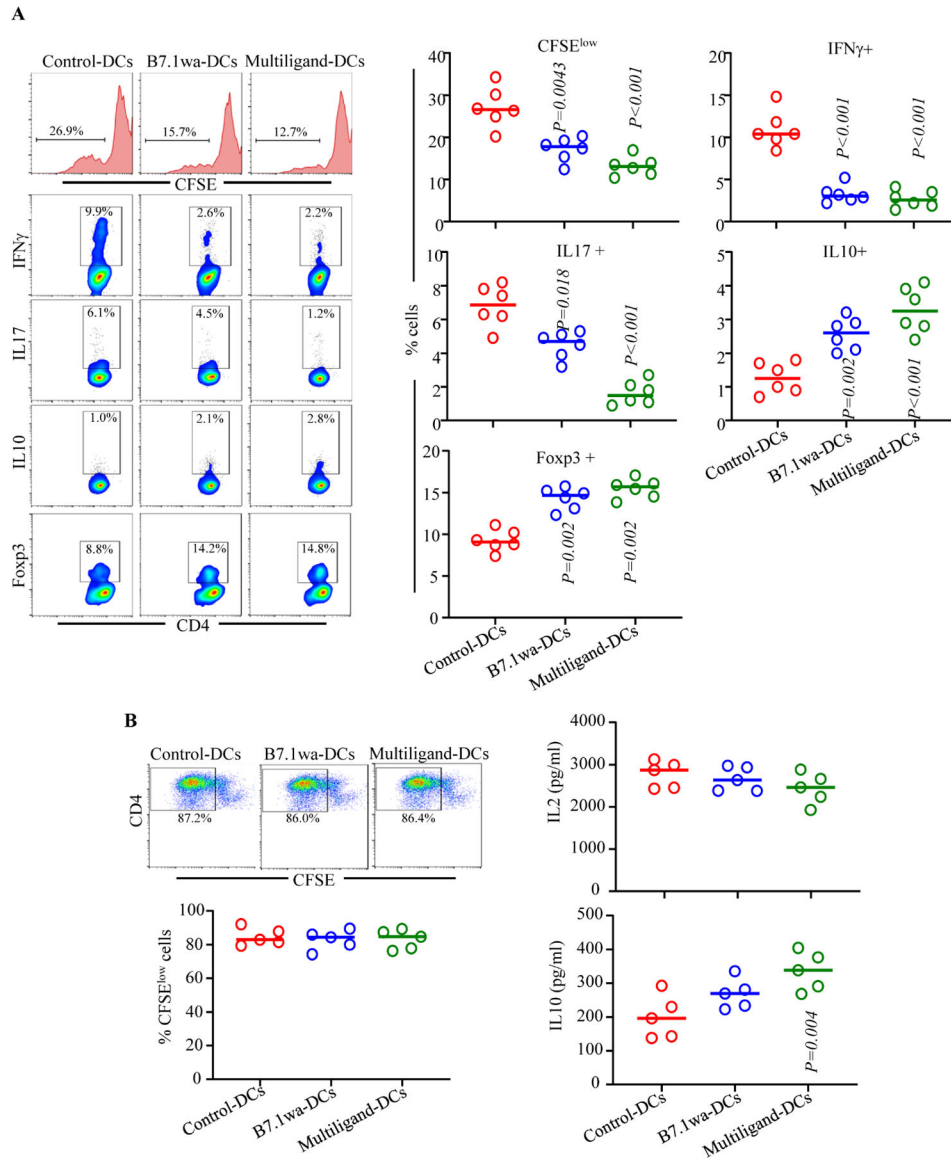 A
Control-DCs B7.1wa-DCs Multiligand-DCs
26.9% 15.7% 12.7%
CFSE
IFNγ
9.9% 2.6% 2.2%
IL17
6.1% 4.5% 1.2%
IL10
1.0% 2.1% 2.8%
Foxp3
8.8% 14.2% 14.8%
CD4
% cells
CFSElow
40
30
20
10
0
P=0.0043
P<0.001
IFNγ+
20
15
10
5
0
P<0.001
P<0.001
IL17 +
10
8
6
4
2
0
P=0.018
P<0.001
IL10+
5
4
3
2
1
0
P=0.002
P<0.001
Control-DCs
B7.1wa-DCs
Multiligand-DCs
Foxp3 +
20
15
10
5
0
P=0.002
P=0.002
Control-DCs
B7.1wa-DCs
Multiligand-DCs
B
Control-DCs B7.1wa-DCs Multiligand-DCs
CD4
87.2% 86.0% 86.4%
CFSE
% CFSElow cells
100
80
60
40
20
0
Control-DCs
B7.1wa-DCs
Multiligand-DCs
IL2 (pg/ml)
4000
3000
2000
1000
0
IL10 (pg/ml)
500
400
300
200
100
0
P=0.004
Control-DCs
B7.1wa-DCs
Multiligand-DCs